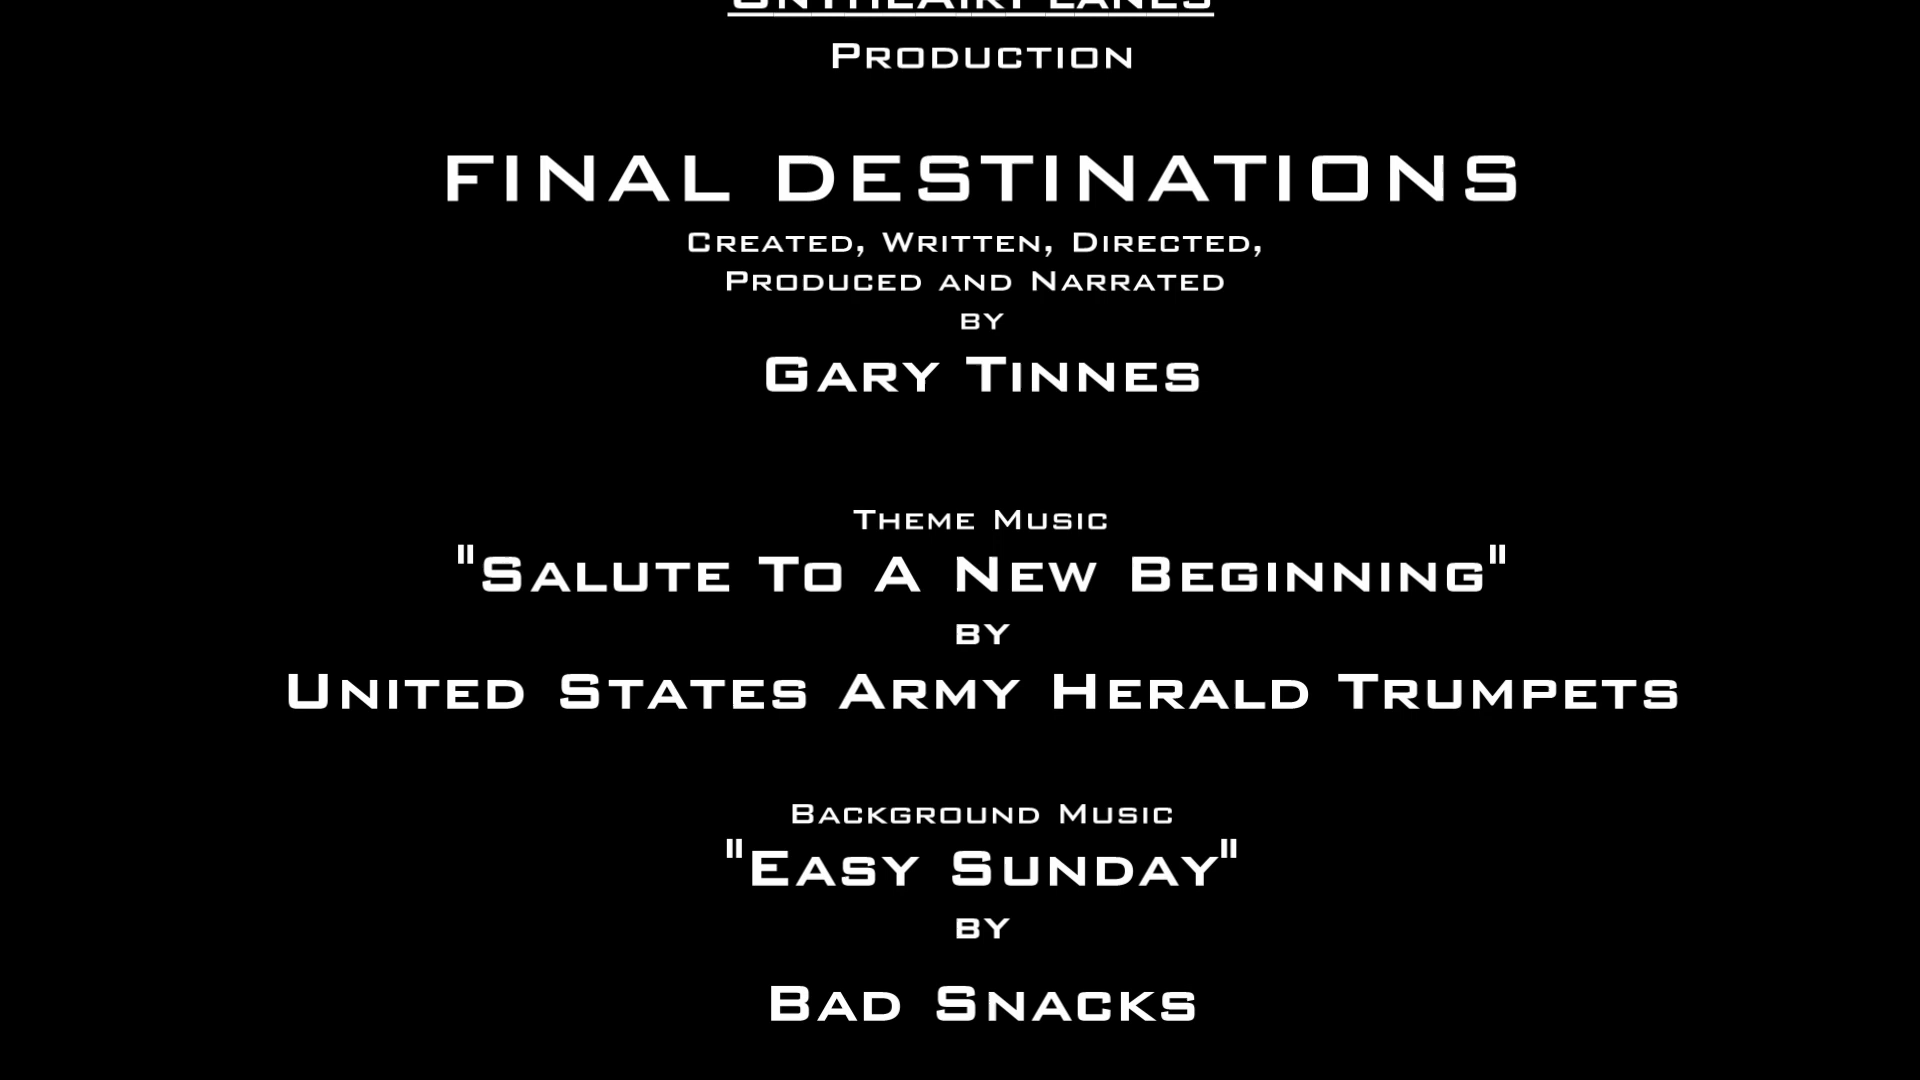 Production
FINAL DESTINATIONS
Created, Written, Directed,
Produced and Narrated
by
Gary Tinnes
Theme Music
"Salute To A New Beginning"
by
United States Army Herald Trumpets
Background Music
"Easy Sunday"
by
Bad Snacks